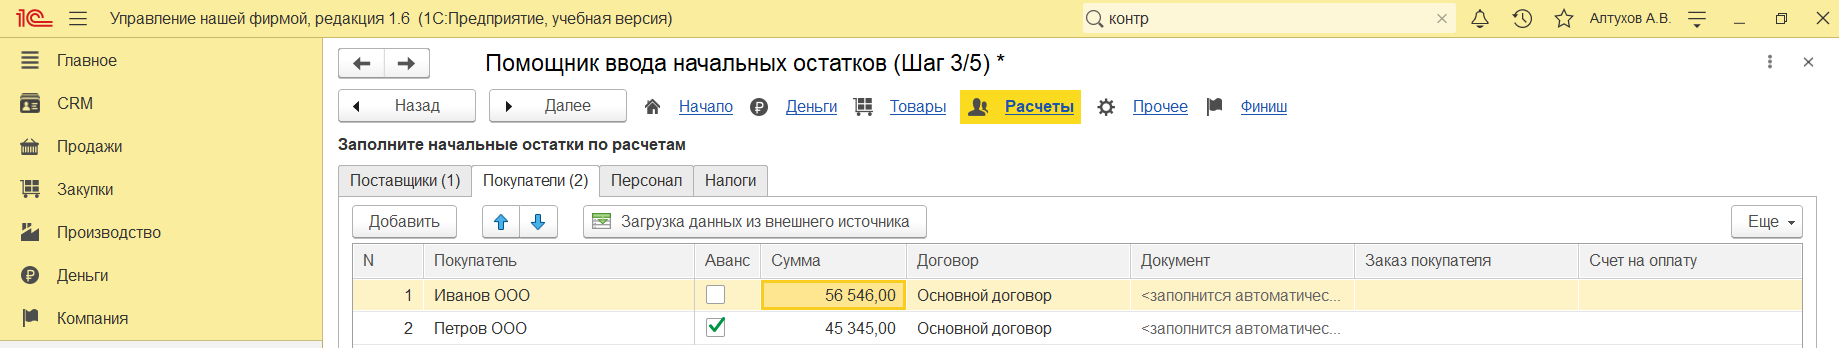 1С Управление нашей фирмой, редакция 1.6 (1С:Предприятие, учебная версия) контр Алтухов А.В.
Главное
CRM
Продажи
Закупки
Производство
Деньги
Компания
Помощник ввода начальных остатков (Шаг 3/5) *
Назад Далее Начало Деньги Товары Расчеты Прочее Финиш
Заполните начальные остатки по расчетам
Поставщики (1) Покупатели (2) Персонал Налоги
Добавить Загрузка данных из внешнего источника Еще
N Покупатель Аванс Сумма Договор Документ Заказ покупателя Счет на оплату
1 Иванов ООО 56 546,00 Основной договор <заполнится автоматичес...
2 Петров ООО 45 345,00 Основной договор <заполнится автоматичес...